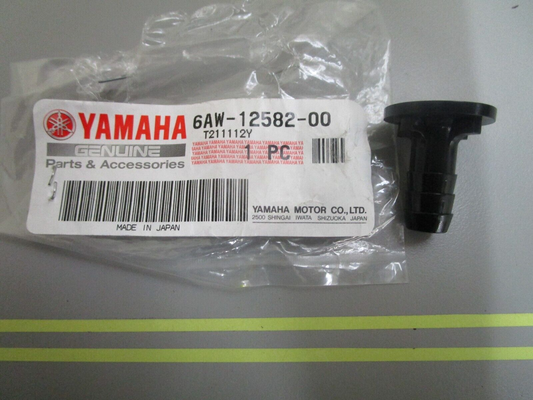 YAMAHA 6AW-12582-00
T211112Y
GENUINE
Parts & Accessories
1 PC
YAMAHA MOTOR CO.,LTD.
2500 SHINGAI IWATA SHIZUOKA JAPAN
MADE IN JAPAN